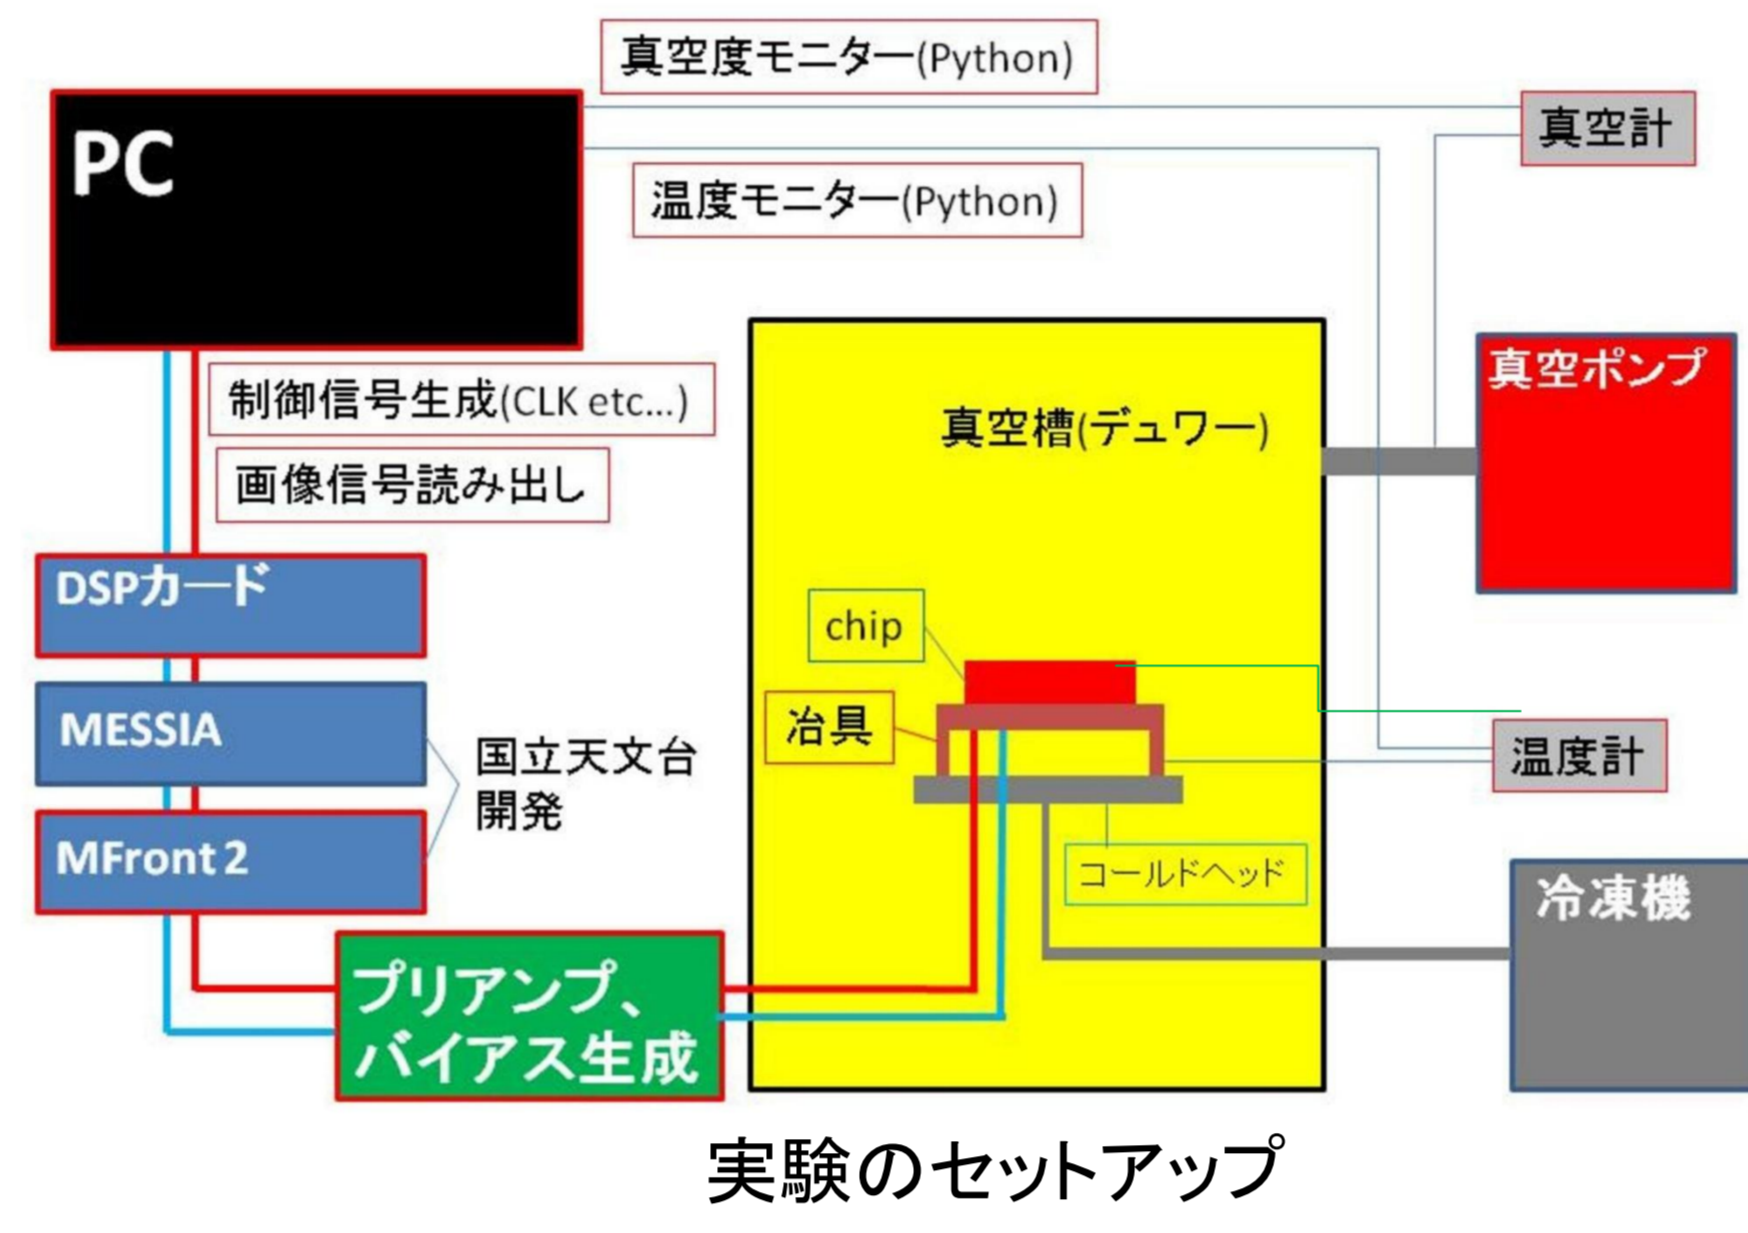 真空度モニター(Python)
PC
真空計
温度モニター(Python)
真空ポンプ
制御信号生成(CLK etc...)
真空槽(デュワー)
画像信号読み出し
DSPカード
chip
MESSIA
冶具
国立天文台
開発
温度計
MFront 2
コールドヘッド
冷凍機
プリアンプ、
バイアス生成
実験のセットアップ